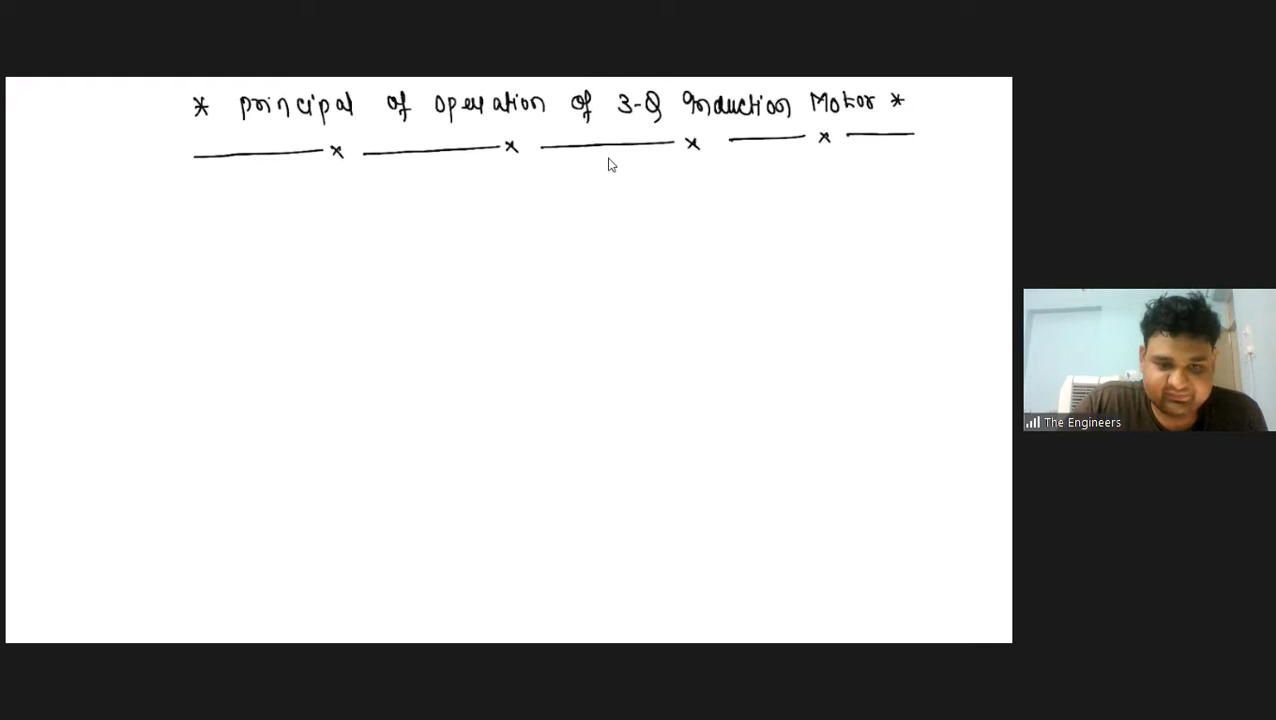 * principal of operation of 3-Φ Induction Motor *
The Engineers